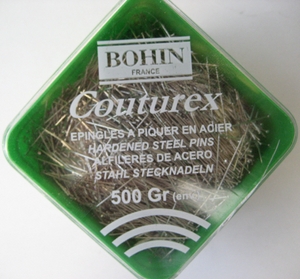 BOHIN
FRANCE
Couturex
EPINGLES A PIQUER EN ACIER
HARDENED STEEL PINS
ALFILERES DE ACERO
STAHL STECKNADELN
500 Gr